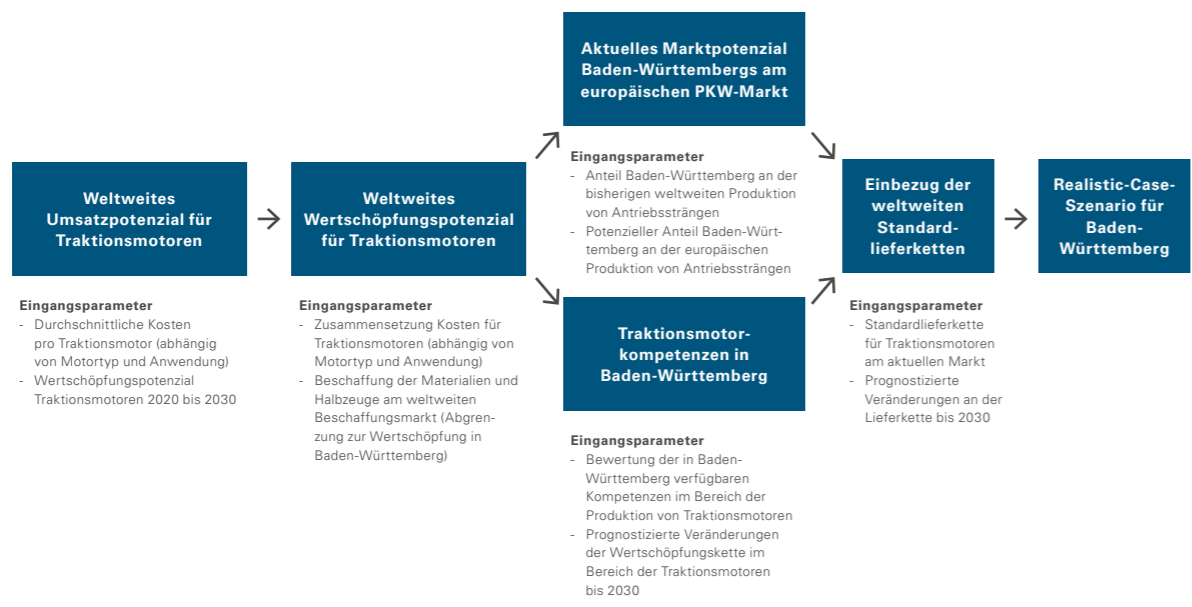 Weltweites
Umsatzpotenzial für
Traktionsmotoren
Eingangsparameter
- Durchschnittliche Kosten
pro Traktionsmotor (abhängig
von Motortyp und Anwendung)
- Wertschöpfungspotenzial
Traktionsmotoren 2020 bis 2030
Weltweites
Wertschöpfungspotenzial
für Traktionsmotoren
Eingangsparameter
- Zusammensetzung Kosten für
Traktionsmotoren (abhängig von
Motortyp und Anwendung)
- Beschaffung der Materialien und
Halbzeuge am weltweiten
Beschaffungsmarkt (Abgren-
zung zur Wertschöpfung in
Baden-Württemberg)
Aktuelles Marktpotenzial
Baden-Württembergs am
europäischen PKW-Markt
Eingangsparameter
- Anteil Baden-Württemberg an der
bisherigen weltweiten Produktion
von Antriebssträngen
- Potenzieller Anteil Baden-Würt-
temberg an der europäischen
Produktion von Antriebssträngen
Traktionsmotor-
kompetenzen in
Baden-Württemberg
Eingangsparameter
- Bewertung der in Baden-
Württemberg verfügbaren
Kompetenzen im Bereich der
Produktion von Traktionsmotoren
- Prognostizierte Veränderungen
der Wertschöpfungskette im
Bereich der Traktionsmotoren
bis 2030
Einbezug der
weltweiten
Standard-
lieferketten
Eingangsparameter
- Standardlieferkette
für Traktionsmotoren
am aktuellen Markt
- Prognostizierte
Veränderungen an der
Lieferkette bis 2030
Realistic-Case-
Szenario für
Baden-
Württemberg